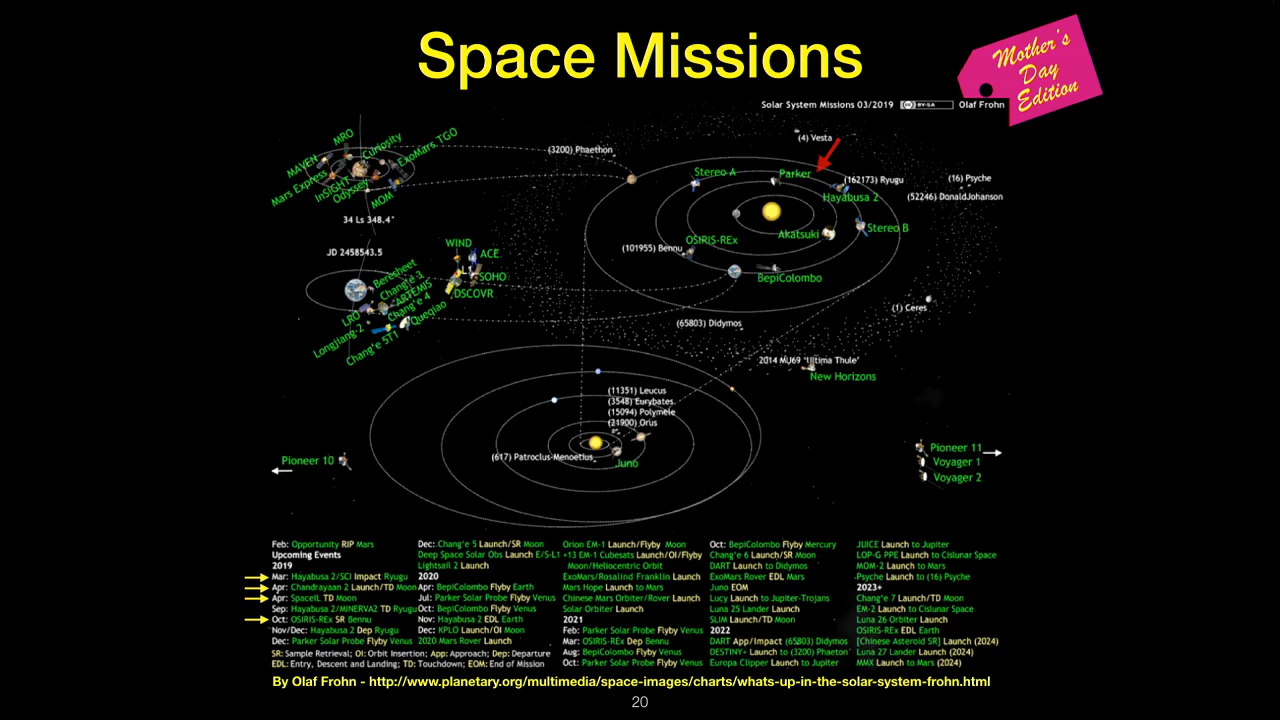 Space Missions
Mother's
Day
Edition
Solar System Missions 03/2019 BY-SA Olaf Frohn
MRO
Curiosity
ExoMars TGO
MAVEN
Mars Express
InSIGHT
Odyssey
MOM
34 Ls 348.4°
(3200) Phaethon
(4) Vesta
Stereo A
Parker
(162173) Ryugu
Hayabusa 2
(16) Psyche
(52246) DonaldJohanson
Akatsuki
Stereo B
OSIRIS-REx
(101955) Bennu
BepiColombo
JD 2458543.5
WIND
ACE
L1
SOHO
DSCOVR
Beresheet
Chang'e 3
ARTEMIS
Chang'e 4
Queqiao
LRO
Longjiang-2
Chang'e 5T1
(1) Ceres
(65803) Didymos
2014 MU69 'Ultima Thule'
New Horizons
(11351) Leucus
(3548) Eurybates
(15094) Polymele
(21900) Orus
(617) Patroclus-Menoetius
Juno
Pioneer 10
Pioneer 11
Voyager 1
Voyager 2
Feb: Opportunity RIP Mars
Upcoming Events
2019
Mar: Hayabusa 2/SCI Impact Ryugu
Apr: Chandrayaan 2 Launch/TD Moon
Apr: SpaceIL TD Moon
Sep: Hayabusa 2/MINERVA2 TD Ryugu
Oct: OSIRIS-REx SR Bennu
Nov/Dec: Hayabusa 2 Dep Ryugu
Dec: Parker Solar Probe Flyby Venus
Dec: Chang'e 5 Launch/SR Moon
Deep Space Solar Obs Launch E/S-L1
Lightsail 2 Launch
2020
Apr: BepiColombo Flyby Earth
Jul: Parker Solar Probe Flyby Venus
Oct: BepiColombo Flyby Venus
Nov: Hayabusa 2 EDL Earth
Dec: KPLO Launch/OI Moon
2020 Mars Rover Launch
Orion EM-1 Launch/Flyby Moon
+13 EM-1 Cubesats Launch/OI/Flyby
Moon/Heliocentric Orbit
ExoMars/Rosalind Franklin Launch
Mars Hope Launch to Mars
Chinese Mars Orbiter/Rover Launch
Solar Orbiter Launch
2021
Feb: Parker Solar Probe Flyby Venus
Mar: OSIRIS-REx Dep Bennu
Aug: BepiColombo Flyby Venus
Oct: Parker Solar Probe Flyby Venus
Oct: BepiColombo Flyby Mercury
Chang'e 6 Launch/SR Moon
DART Launch to Didymos
ExoMars Rover EDL Mars
Juno EOM
Lucy Launch to Jupiter-Trojans
Luna 25 Lander Launch
SLIM Launch/TD Moon
2022
DART App/Impact (65803) Didymos
DESTINY+ Launch to (3200) Phaeton
Europa Clipper Launch to Jupiter
JUICE Launch to Jupiter
LOP-G PPE Launch to Cislunar Space
MOM-2 Launch to Mars
Psyche Launch to (16) Psyche
2023+
Chang'e 7 Launch/TD Moon
EM-2 Launch to Cislunar Space
Luna 26 Orbiter Launch
OSIRIS-REx EDL Earth
[Chinese Asteroid SR] Launch (2024)
Luna 27 Lander Launch (2024)
MMX Launch to Mars (2024)
SR: Sample Retrieval; OI: Orbit Insertion; App: Approach; Dep: Departure
EDL: Entry, Descent and Landing; TD: Touchdown; EOM: End of Mission
By Olaf Frohn - http://www.planetary.org/multimedia/space-images/charts/whats-up-in-the-solar-system-frohn.html
20